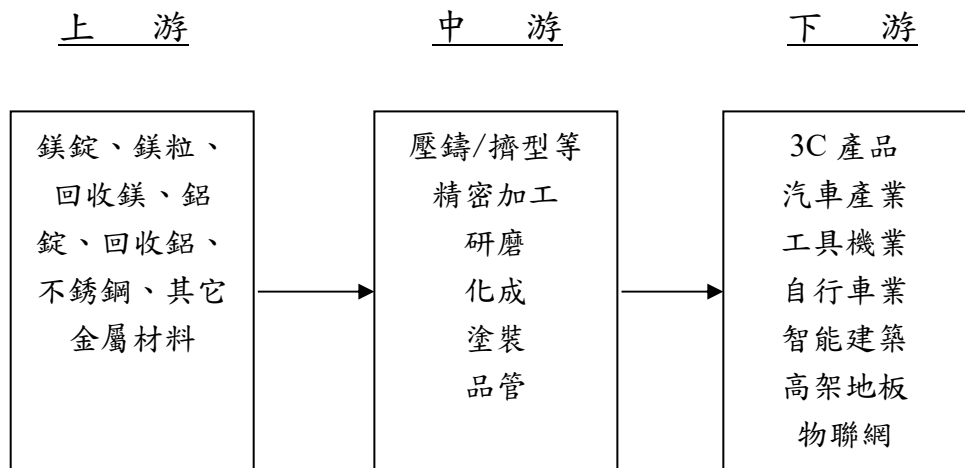 上 游
鎂錠、鎂粒、
回收鎂、鋁
錠、回收鋁、
不銹鋼、其它
金屬材料
中 游
壓鑄/擠型等
精密加工
研磨
化成
塗裝
品管
下 游
3C 產品
汽車產業
工具機業
自行車業
智能建築
高架地板
物聯網